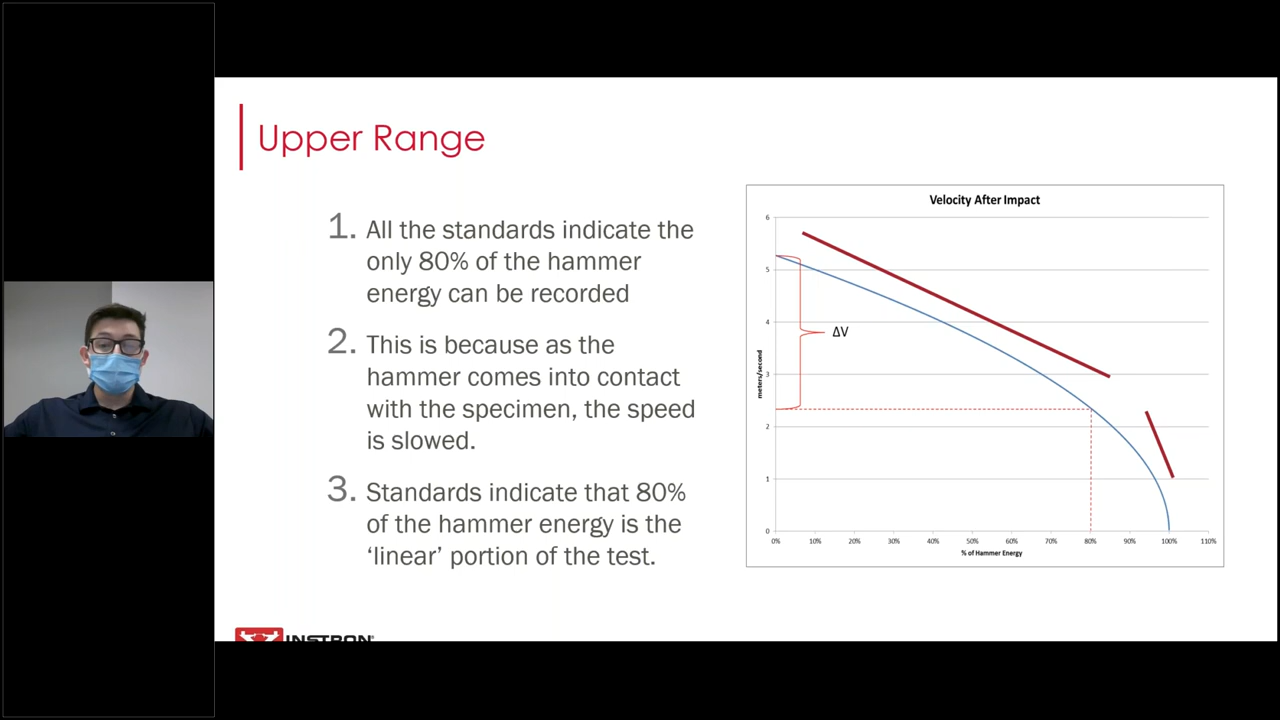 Upper Range
1. All the standards indicate the
only 80% of the hammer
energy can be recorded
2. This is because as the
hammer comes into contact
with the specimen, the speed
is slowed.
3. Standards indicate that 80%
of the hammer energy is the
‘linear’ portion of the test.
Velocity After Impact
6
5
4
3
2
1
0
meters/second
ΔV
0% 10% 20% 30% 40% 50% 60% 70% 80% 90% 100% 110%
% of Hammer Energy
INSTRON®